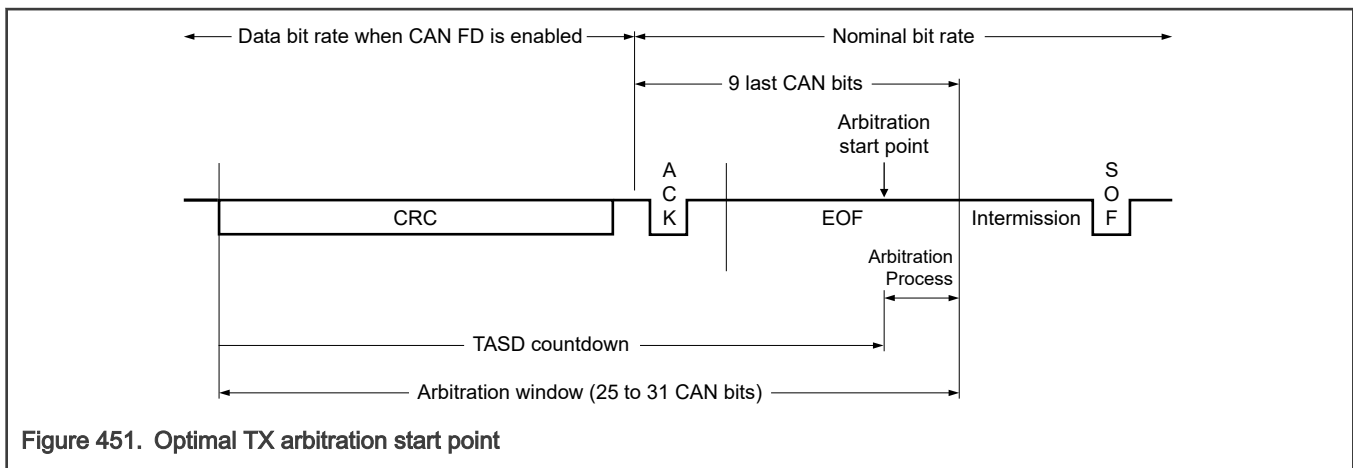 Data bit rate when CAN FD is enabled
Nominal bit rate
9 last CAN bits
Arbitration
start point
A
C
K
S
O
F
CRC
EOF
Intermission
Arbitration
Process
TASD countdown
Arbitration window (25 to 31 CAN bits)
Figure 451. Optimal TX arbitration start point